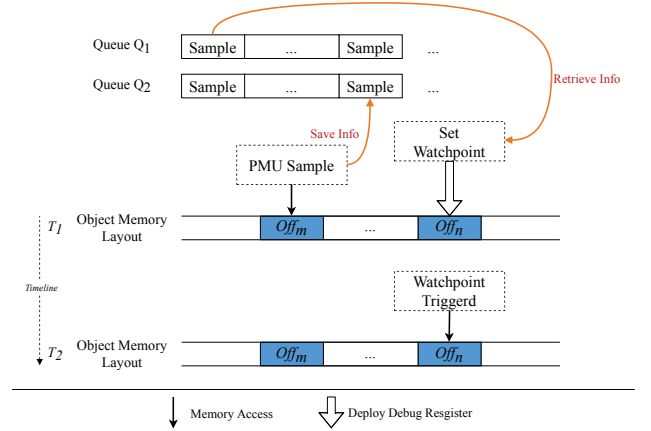 Queue Q1 Sample ... Sample ...
Queue Q2 Sample ... Sample ...
Retrieve Info
Save Info
Set
Watchpoint
PMU Sample
T1 Object Memory
Layout
Offm ... Offn
Timeline
Watchpoint
Triggerd
T2 Object Memory
Layout
Offm ... Offn
Memory Access
Deploy Debug Resgister